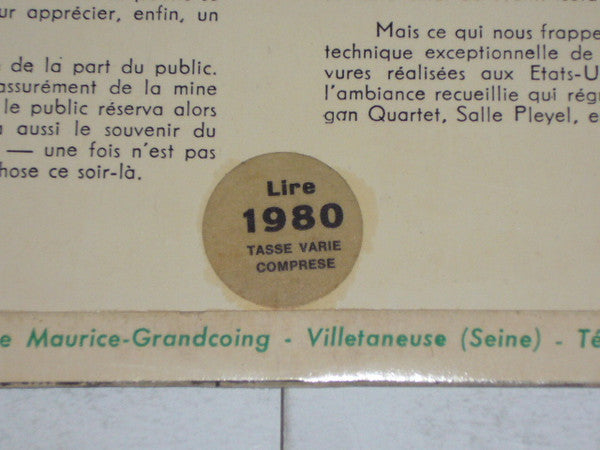 ur apprécier, enfin, un
de la part du public.
assurément de la mine
le public réserva alors
aussi le souvenir du
— une fois n'est pas
hose ce soir-là.
Mais ce qui nous frappe
technique exceptionnelle de
vures réalisées aux Etats-U
l'ambiance recueillie qui rég
gan Quartet, Salle Pleyel, e
Lire
1980
TASSE VARIE
COMPRESE
e Maurice-Grandcoing - Villetaneuse (Seine) - Té